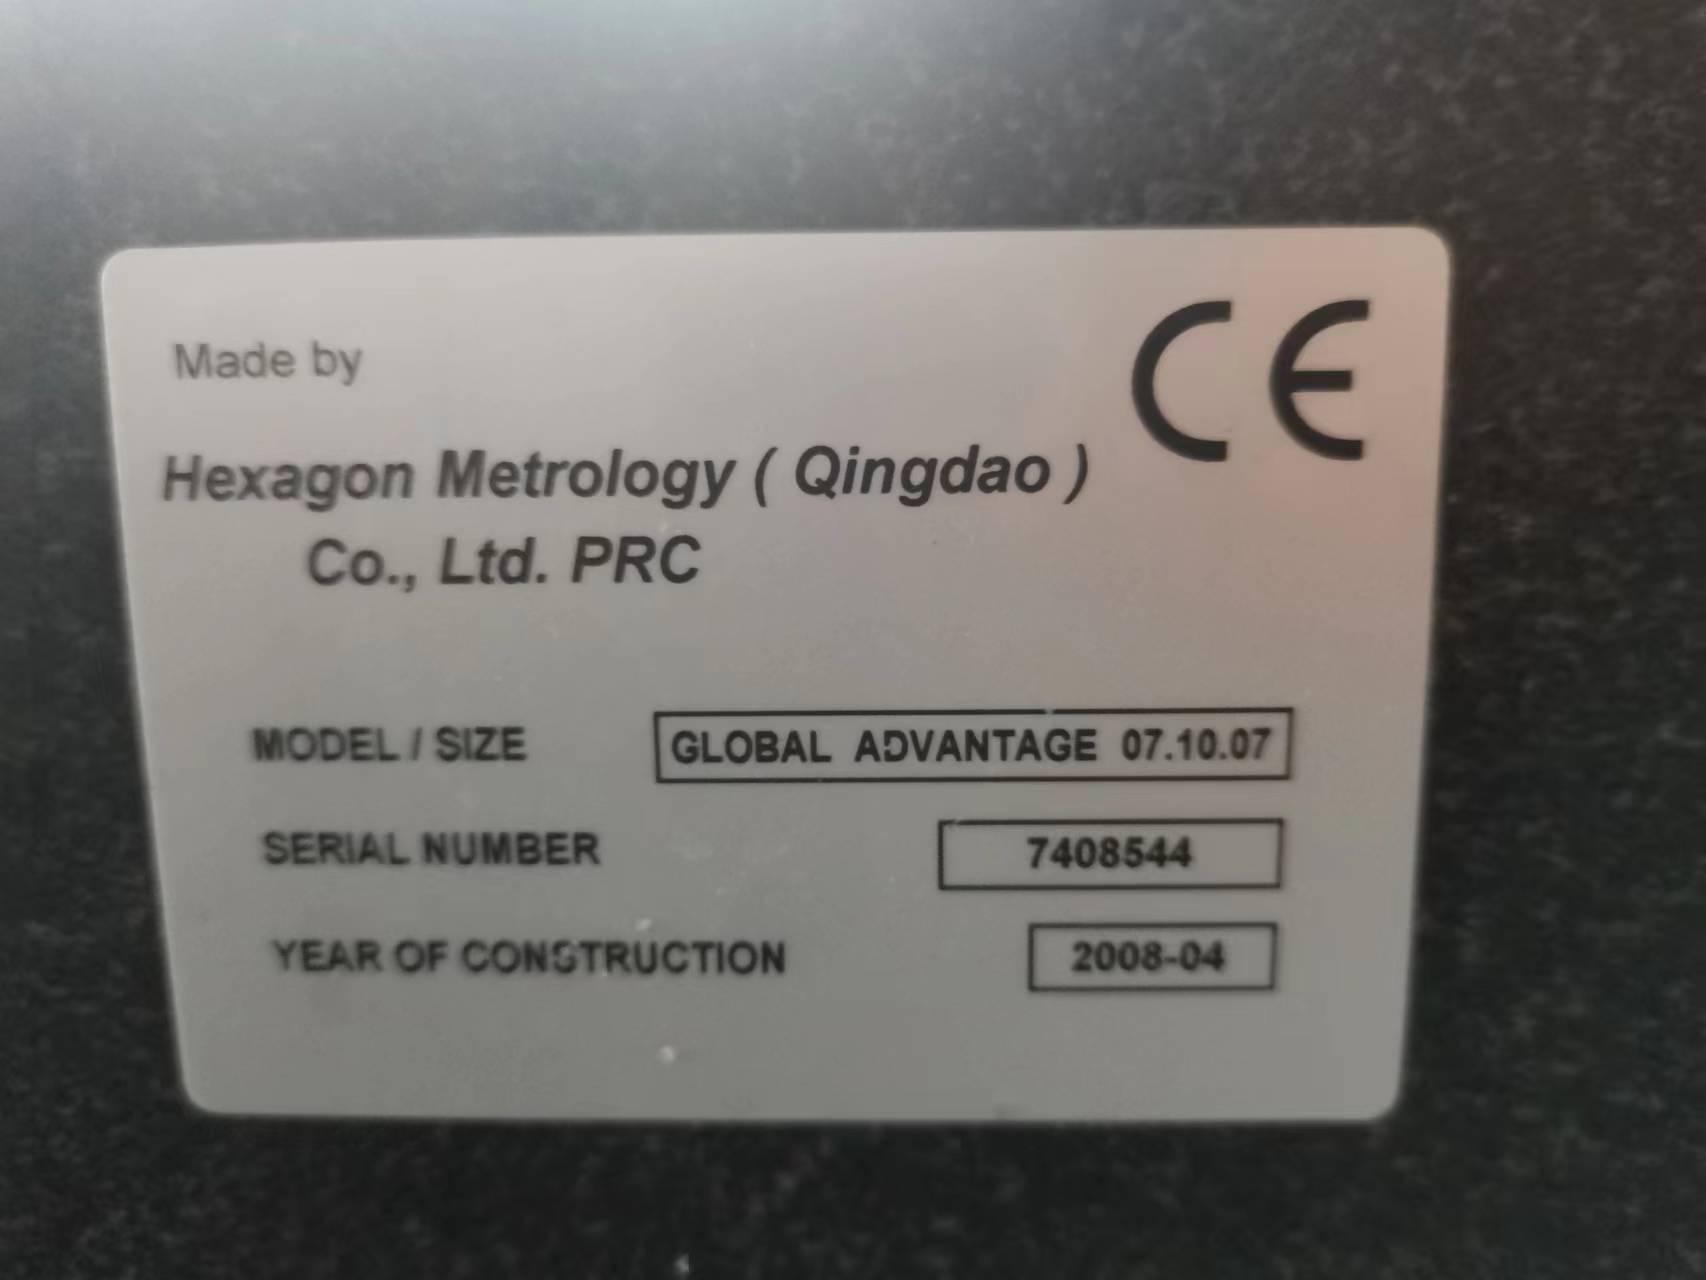 Made by
CE
Hexagon Metrology ( Qingdao )
Co., Ltd. PRC
MODEL / SIZE GLOBAL ADVANTAGE 07.10.07
SERIAL NUMBER 7408544
YEAR OF CONSTRUCTION 2008-04